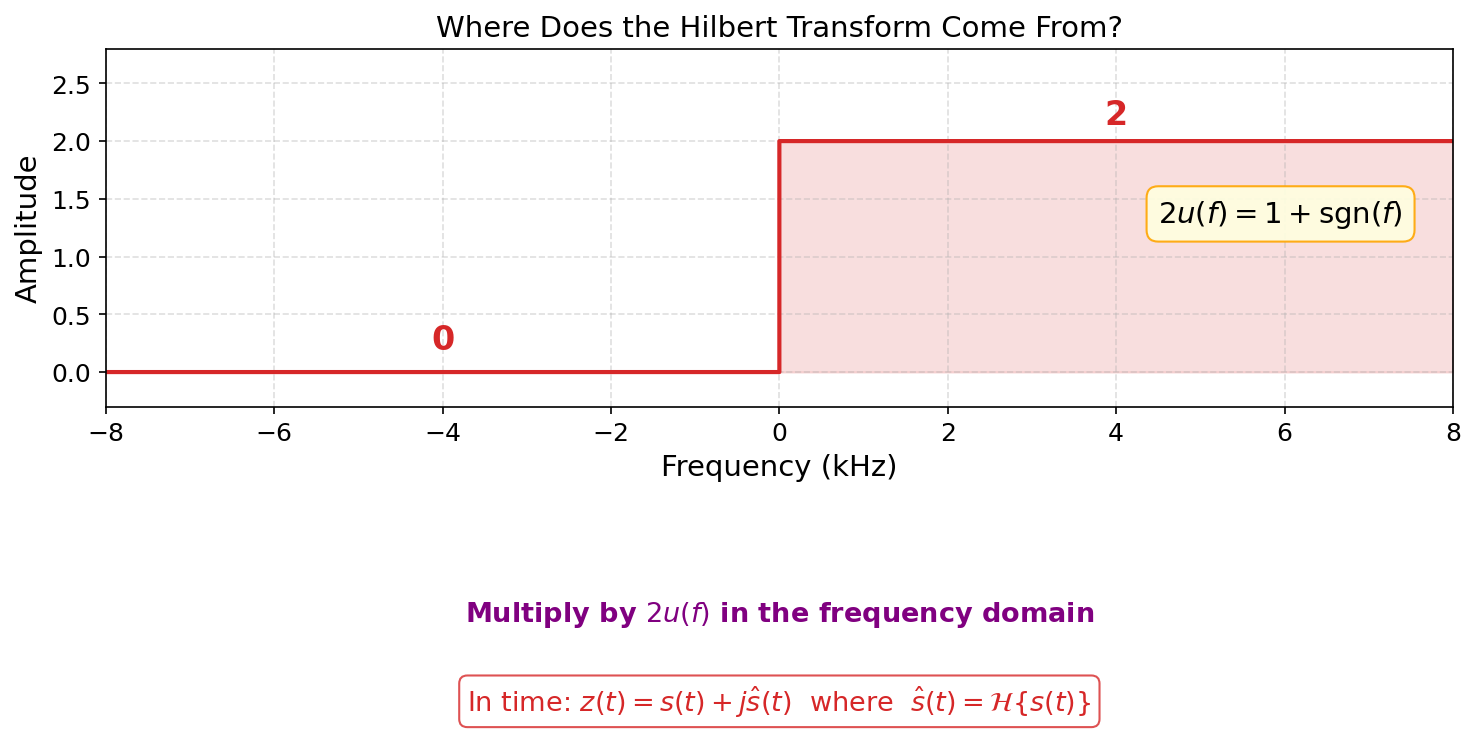 Where Does the Hilbert Transform Come From?
Amplitude
2.5
2.0
1.5
1.0
0.5
0.0
2
2u(f) = 1 + sgn(f)
0
−8 −6 −4 −2 0 2 4 6 8
Frequency (kHz)
Multiply by 2u(f) in the frequency domain
In time: z(t) = s(t) + jŝ(t) where ŝ(t) = ℋ{s(t)}